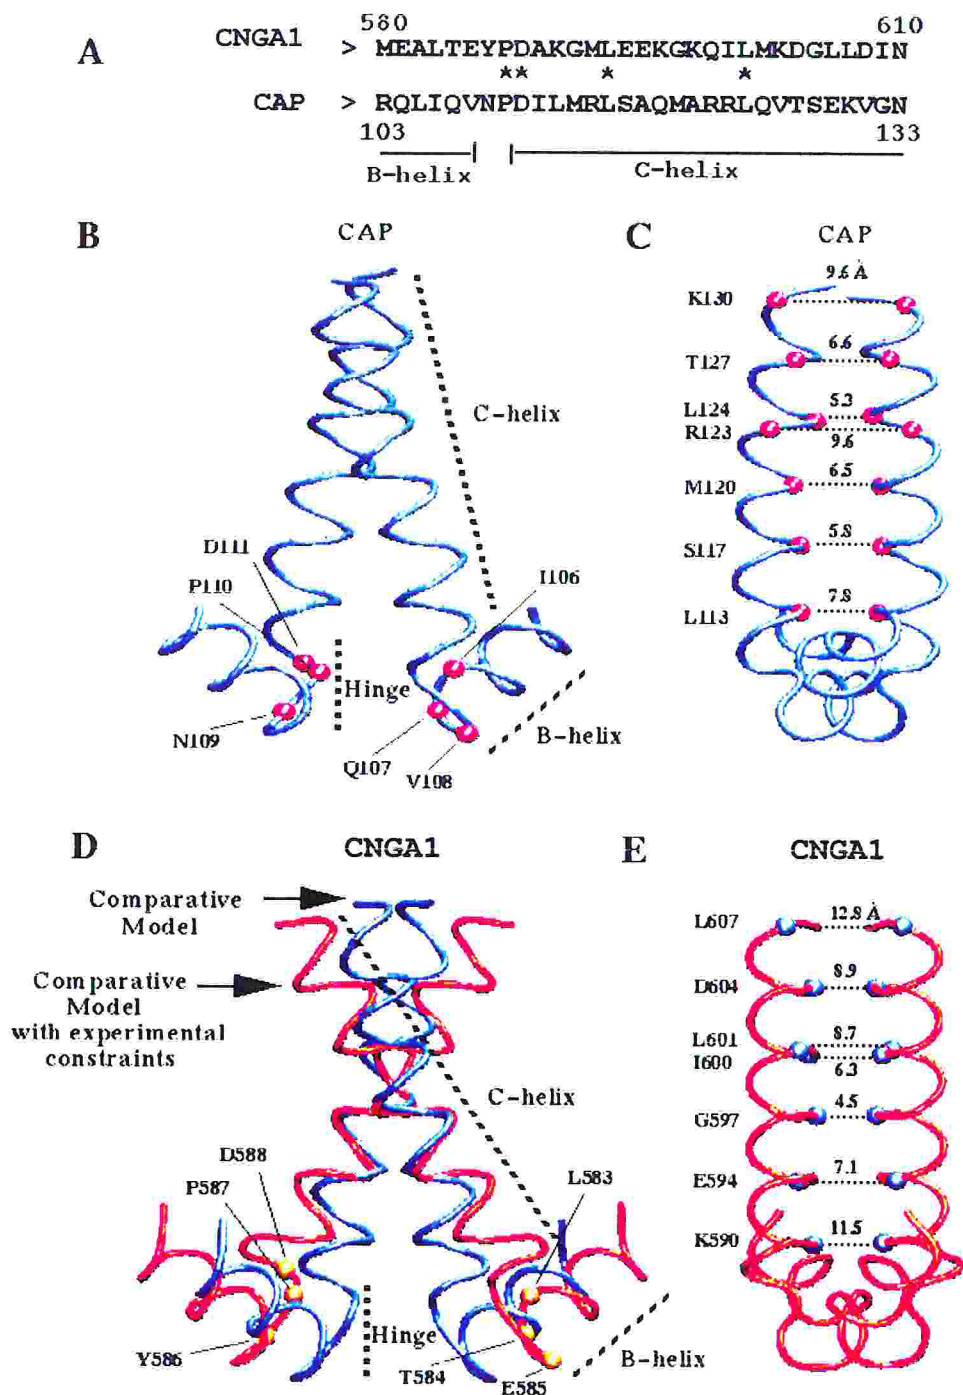 A
580 610
CNGA1 > MEALTEYPDAKGMLEEKGKQILMKDGLLDIN
★★ ★ ★
CAP > RQLIQVNPDILMRLSAQMARRLQVTSEKVGN
103 133
B-helix C-helix
B
CAP
C-helix
D111
P110
I106
Hinge
N109
B-helix
Q107
V108
C
CAP
9.6 Å
K130
6.6
T127
L124
5.3
R123
9.6
6.5
M120
5.8
S117
7.8
L113
D
CNGA1
Comparative
Model
Comparative
Model
with experimental
constraints
C-helix
D588
P587
L583
Hinge
Y586
T584
E585
B-helix
E
CNGA1
12.8 Å
L607
8.9
D604
8.7
L601
I600
6.3
4.5
G597
7.1
E594
11.5
K590